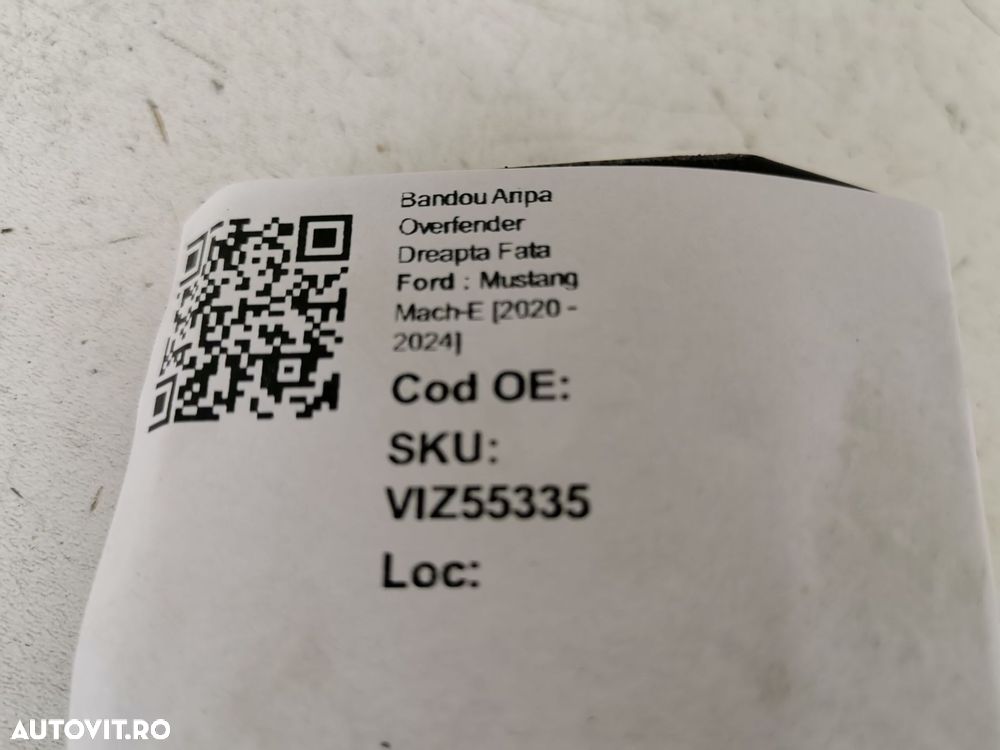 Bandou Aripa
Overfender
Dreapta Fata
Ford : Mustang
Mach-E [2020 -
2024]
Cod OE:
SKU:
VIZ55335
Loc:
AUTOVIT.RO